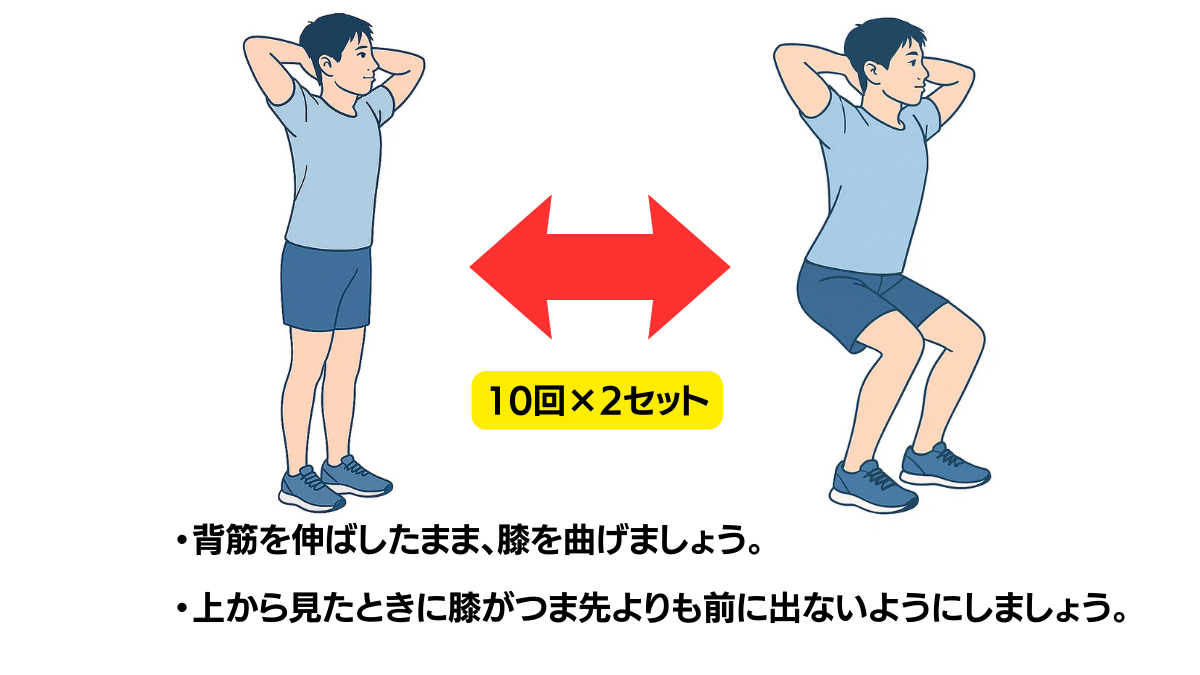 10回×2セット
・背筋を伸ばしたまま、膝を曲げましょう。
・上から見たときに膝がつま先よりも前に出ないようにしましょう。